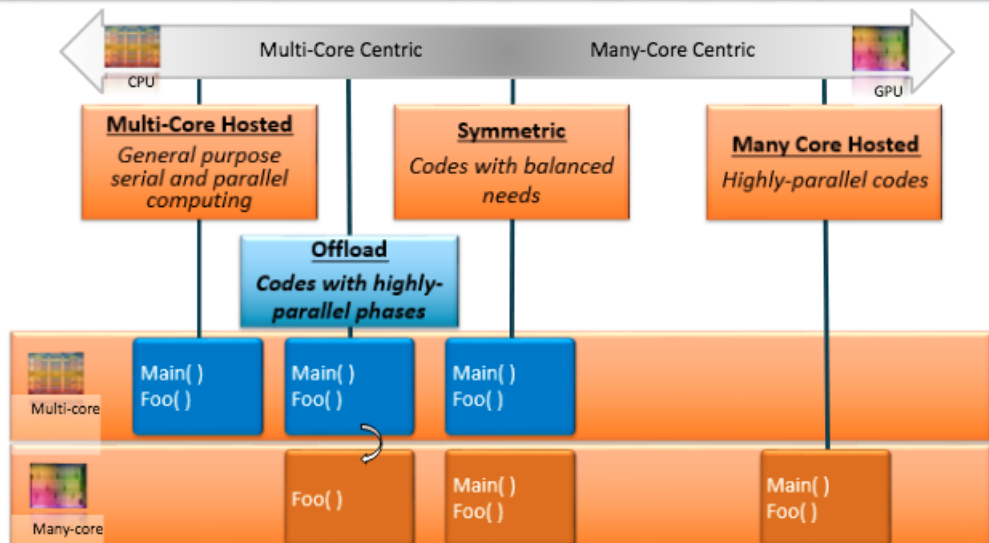 Multi-Core Centric
Many-Core Centric
CPU
GPU
Multi-Core Hosted
General purpose
serial and parallel
computing
Symmetric
Codes with balanced
needs
Many Core Hosted
Highly-parallel codes
Offload
Codes with highly-
parallel phases
Multi-core
Main( )
Foo( )
Main( )
Foo( )
Main( )
Foo( )
Many-core
Foo( )
Main( )
Foo( )
Main( )
Foo( )